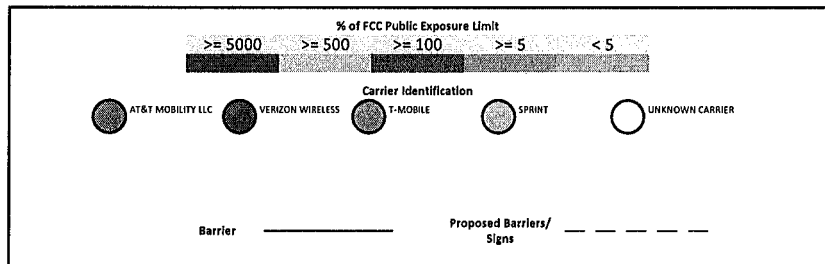 % of FCC Public Exposure Limit
>= 5000 >= 500 >= 100 >= 5 < 5
Carrier Identification
AT&T MOBILITY LLC VERIZON WIRELESS T-MOBILE SPRINT UNKNOWN CARRIER
Barrier Proposed Barriers/
Signs